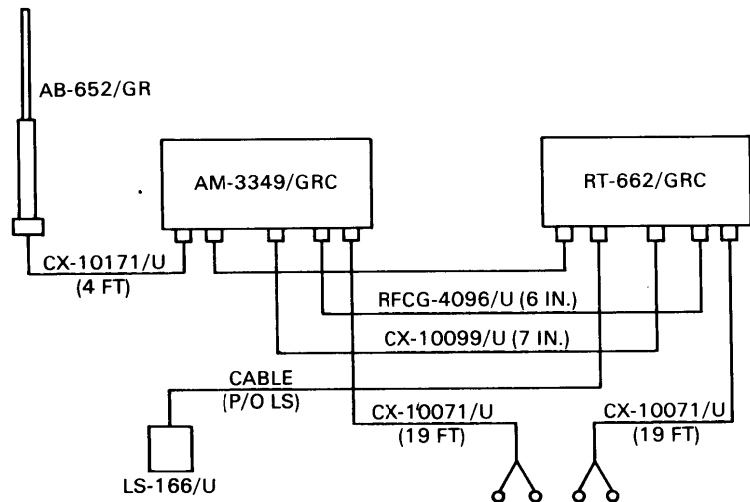 AB-652/GR
AM-3349/GRC
RT-662/GRC
CX-10171/U
(4 FT)
RFCG-4096/U (6 IN.)
CX-10099/U (7 IN.)
CABLE
(P/O LS)
CX-10071/U
(19 FT)
CX-10071/U
(19 FT)
LS-166/U